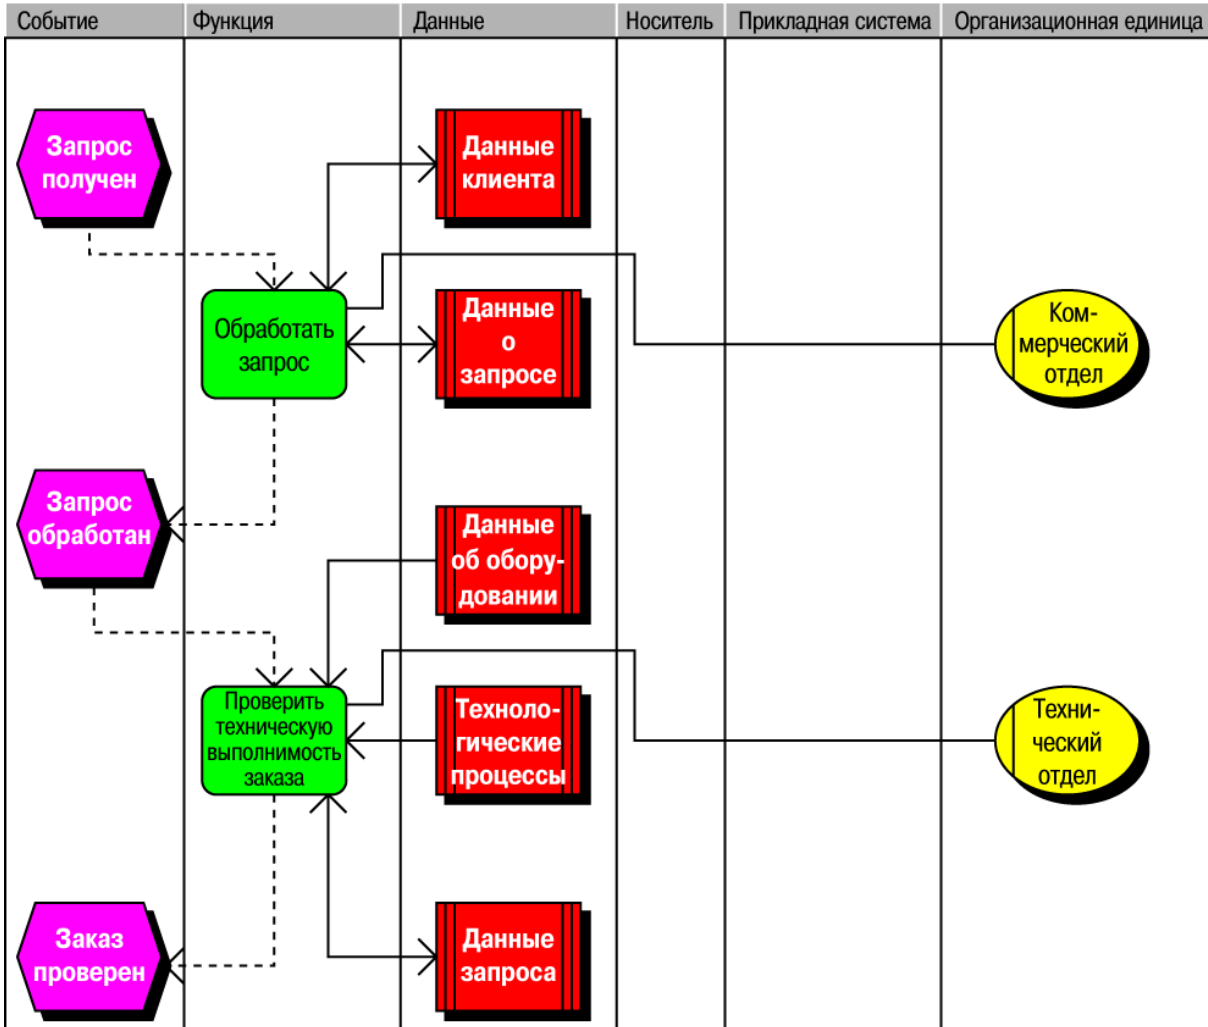 Событие
Функция
Данные
Носитель
Прикладная система
Организационная единица
Запрос
получен
Данные
клиента
Обработать
запрос
Данные
о
запросе
Ком-
мерческий
отдел
Запрос
обработан
Данные
об обору-
довании
Проверить
техническую
выполнимость
заказа
Техноло-
гические
процессы
Техни-
ческий
отдел
Заказ
проверен
Данные
запроса